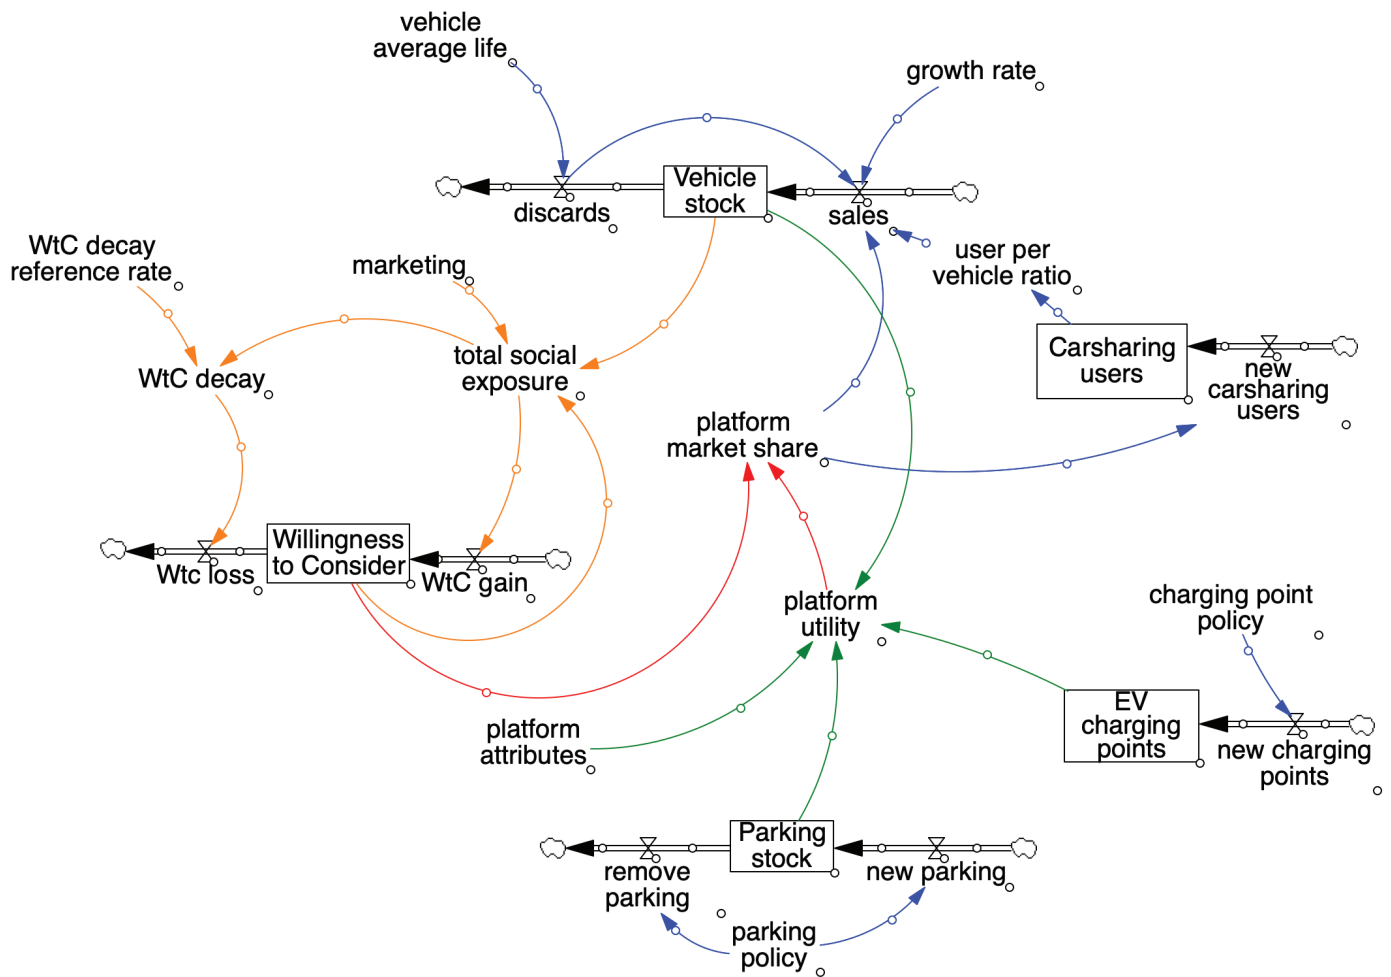 vehicle
average life
growth rate
Vehicle
stock
discards
sales
WtC decay
reference rate
marketing
user per
vehicle ratio
total social
exposure
WtC decay
Carsharing
users
new
carsharing
users
platform
market share
Willingness
to Consider
Wtc loss
WtC gain
platform
utility
charging point
policy
platform
attributes
EV
charging
points
new charging
points
Parking
stock
remove
parking
new parking
parking
policy